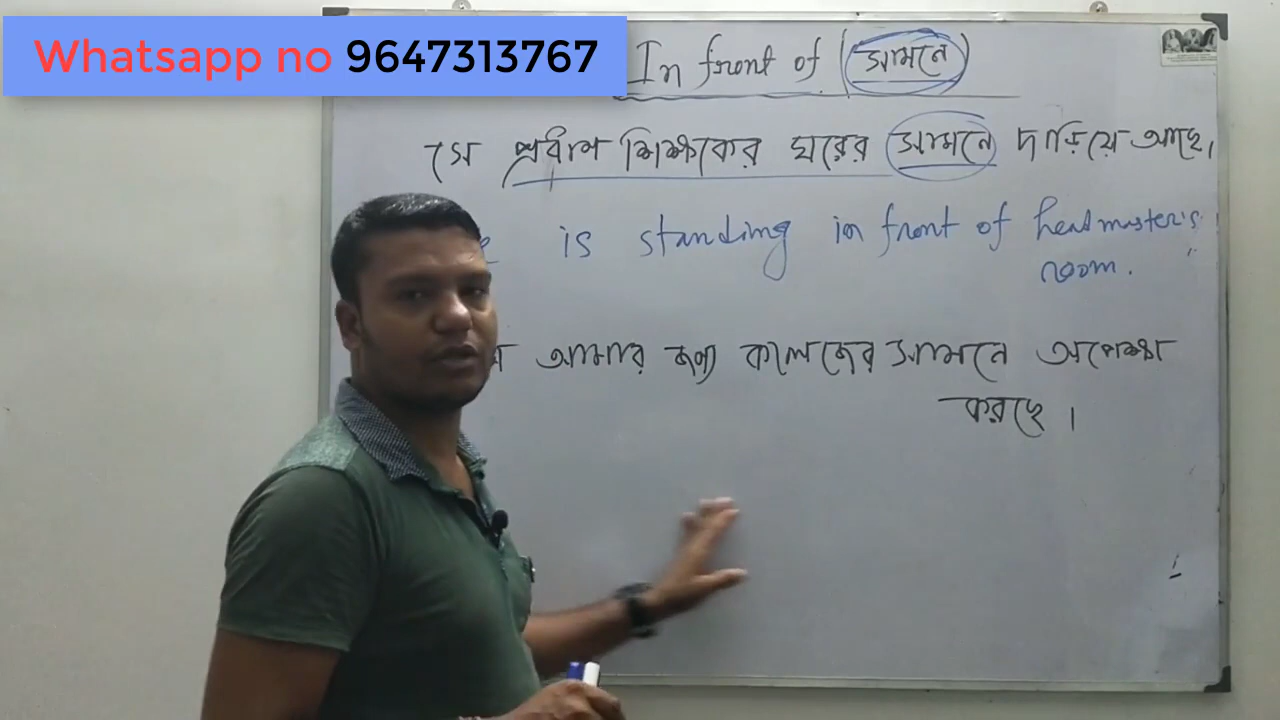 Whatsapp no 9647313767
In front of (সামনে)
সে প্রধান শিক্ষকের ঘরের সামনে দাড়িয়ে আছে।
is standing in front of headmaster's
room.
আমার জন্য কলেজের সামনে অপেক্ষা
করছে।